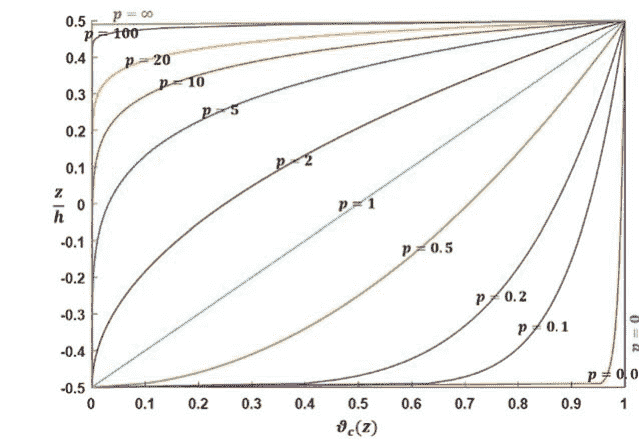 p = ∞
0.5
p = 100
p = 20
0.4
p = 10
0.3
p = 5
0.2
p = 2
0.1
z/h
0
p = 1
-0.1
p = 0.5
-0.2
p = 0.2
-0.3
p = 0.1
p = 0
-0.4
p = 0.0
-0.5
0 0.1 0.2 0.3 0.4 0.5 0.6 0.7 0.8 0.9 1
ϑc(z)